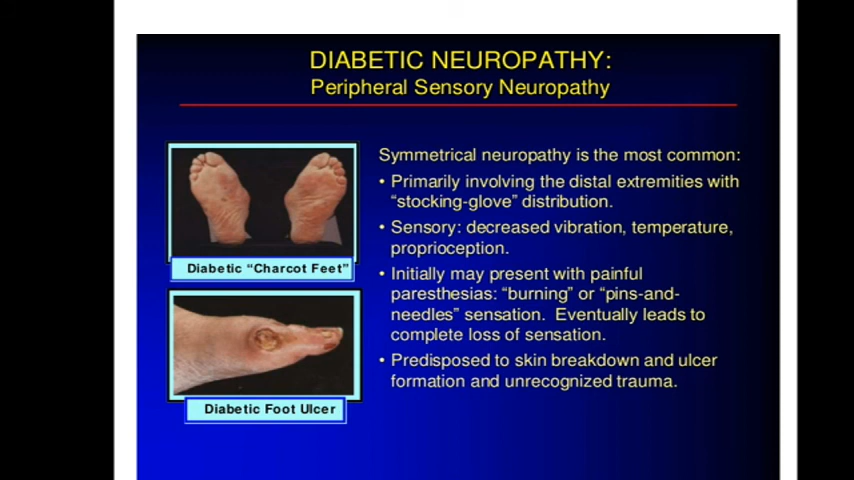 DIABETIC NEUROPATHY:
Peripheral Sensory Neuropathy
Diabetic “Charcot Feet”
Diabetic Foot Ulcer
Symmetrical neuropathy is the most common:
• Primarily involving the distal extremities with
“stocking-glove” distribution.
• Sensory: decreased vibration, temperature,
proprioception.
• Initially may present with painful
paresthesias: “burning” or “pins-and-
needles” sensation. Eventually leads to
complete loss of sensation.
• Predisposed to skin breakdown and ulcer
formation and unrecognized trauma.